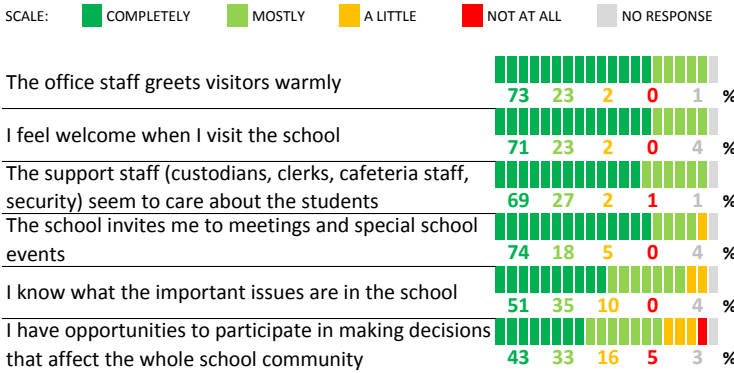 SCALE: COMPLETELY MOSTLY A LITTLE NOT AT ALL NO RESPONSE
The office staff greets visitors warmly
73 23 2 0 1 %
I feel welcome when I visit the school
71 23 2 0 4 %
The support staff (custodians, clerks, cafeteria staff,
security) seem to care about the students
69 27 2 1 1 %
The school invites me to meetings and special school
events
74 18 5 0 4 %
I know what the important issues are in the school
51 35 10 0 4 %
I have opportunities to participate in making decisions
that affect the whole school community
43 33 16 5 3 %